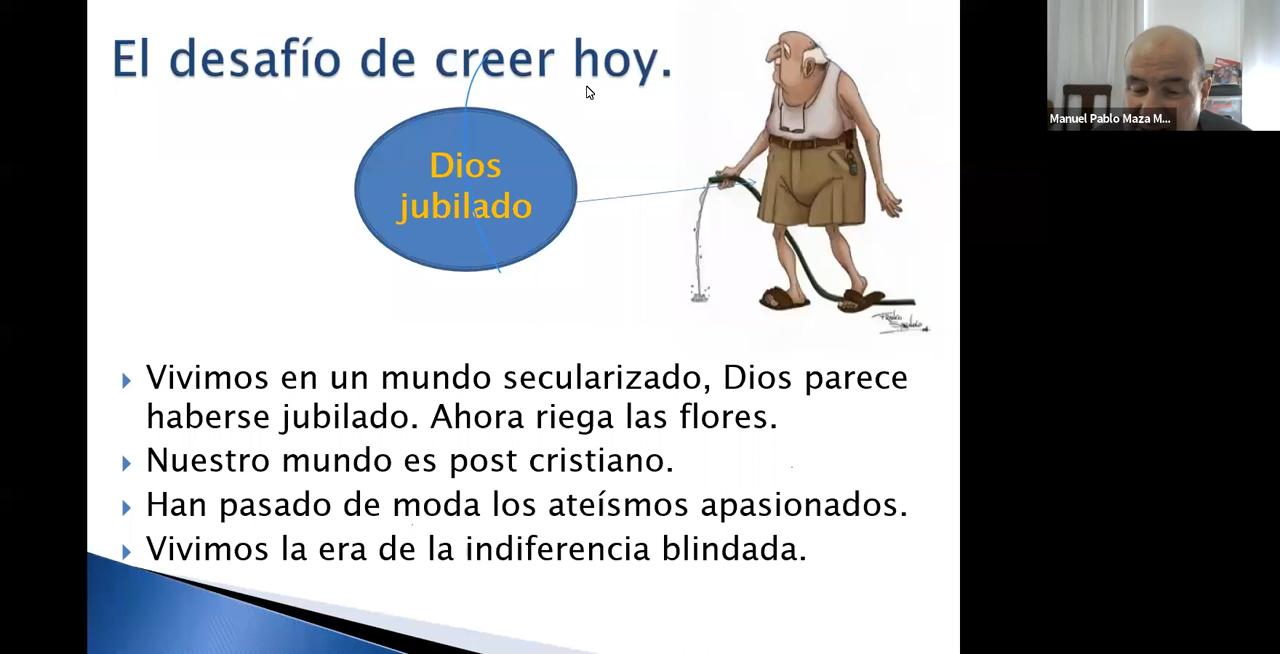 El desafío de creer hoy.
Dios
jubilado
Manuel Pablo Maza M...
Vivimos en un mundo secularizado, Dios parece
haberse jubilado. Ahora riega las flores.
Nuestro mundo es post cristiano.
Han pasado de moda los ateísmos apasionados.
Vivimos la era de la indiferencia blindada.